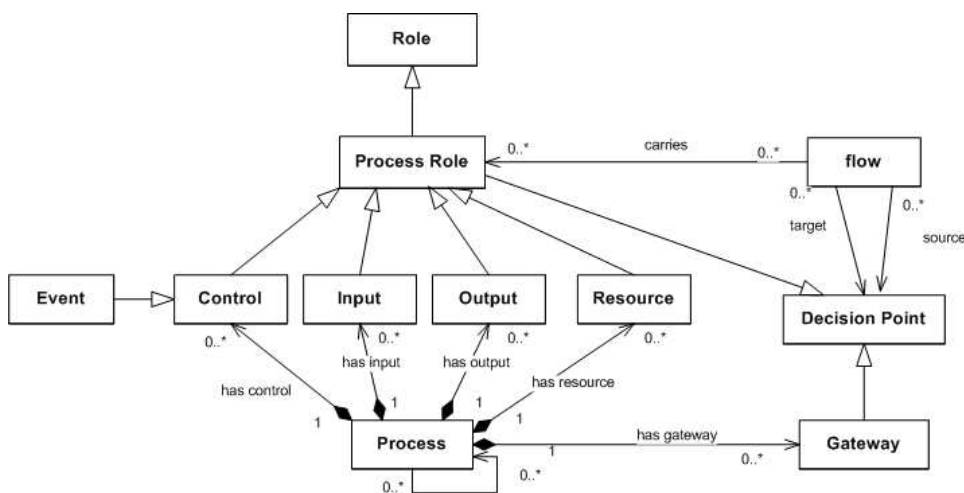 Role
Process Role
0..*
carries
0..*
flow
0..*
0..*
target
source
Event
Control
Input
Output
Resource
Decision Point
0..*
0..*
0..*
0..*
has control
has input
has output
has resource
1
1
1
1
Process
has gateway
1
0..*
Gateway
0..*
0..*